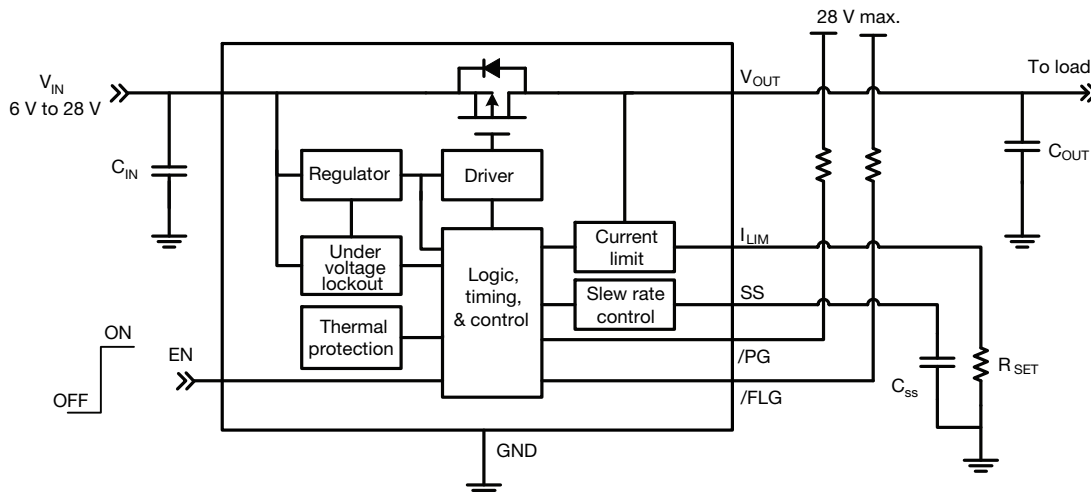 28 V max.
V_IN
6 V to 28 V
V_OUT
To load
C_IN
C_OUT
Regulator
Driver
Under
voltage
lockout
Logic,
timing,
& control
Current
limit
I_LIM
Slew rate
control
SS
Thermal
protection
/PG
ON
OFF
EN
/FLG
C_ss
R_SET
GND